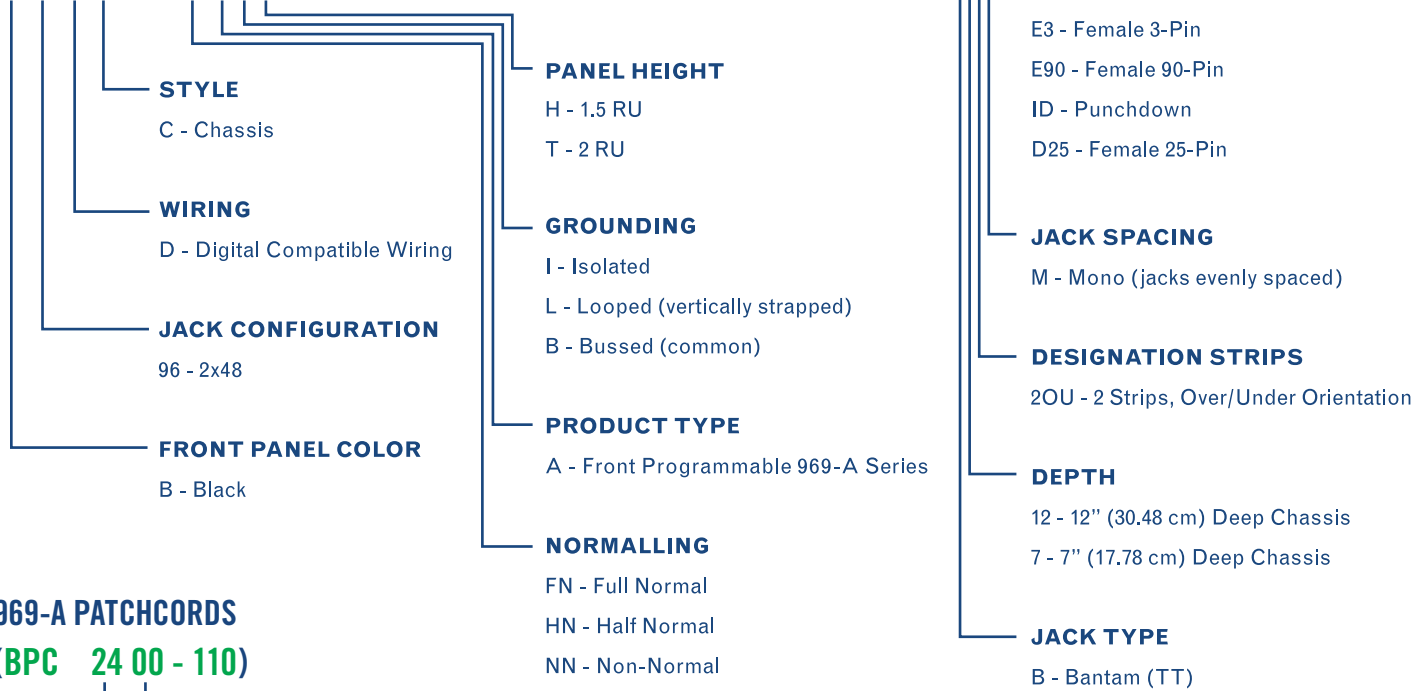 STYLE
C - Chassis
WIRING
D - Digital Compatible Wiring
JACK CONFIGURATION
96 - 2x48
FRONT PANEL COLOR
B - Black
969-A PATCHCORDS
(BPC 24 00 - 110)
PANEL HEIGHT
H - 1.5 RU
T - 2 RU
GROUNDING
I - Isolated
L - Looped (vertically strapped)
B - Bussed (common)
PRODUCT TYPE
A - Front Programmable 969-A Series
NORMALLING
FN - Full Normal
HN - Half Normal
NN - Non-Normal
E3 - Female 3-Pin
E90 - Female 90-Pin
ID - Punchdown
D25 - Female 25-Pin
JACK SPACING
M - Mono (jacks evenly spaced)
DESIGNATION STRIPS
2OU - 2 Strips, Over/Under Orientation
DEPTH
12 - 12” (30.48 cm) Deep Chassis
7 - 7” (17.78 cm) Deep Chassis
JACK TYPE
B - Bantam (TT)